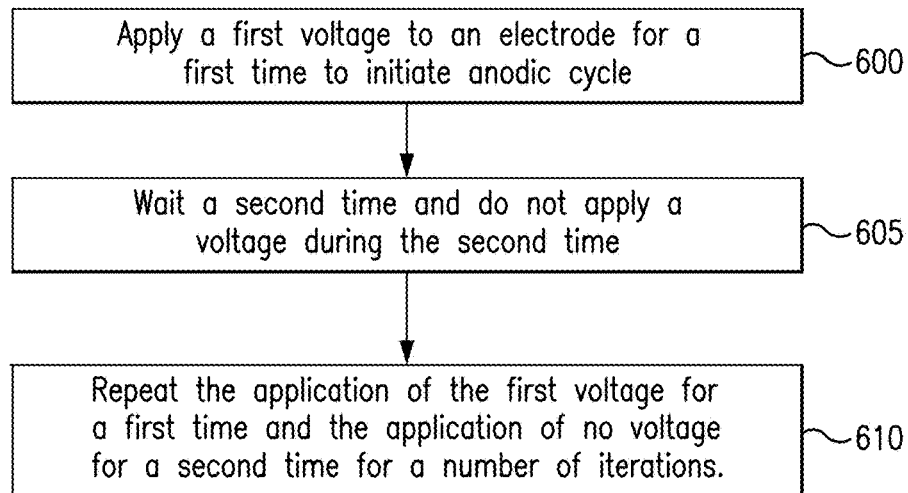 Apply a first voltage to an electrode for a
first time to initiate anodic cycle
600
Wait a second time and do not apply a
voltage during the second time
605
Repeat the application of the first voltage for
a first time and the application of no voltage
for a second time for a number of iterations.
610